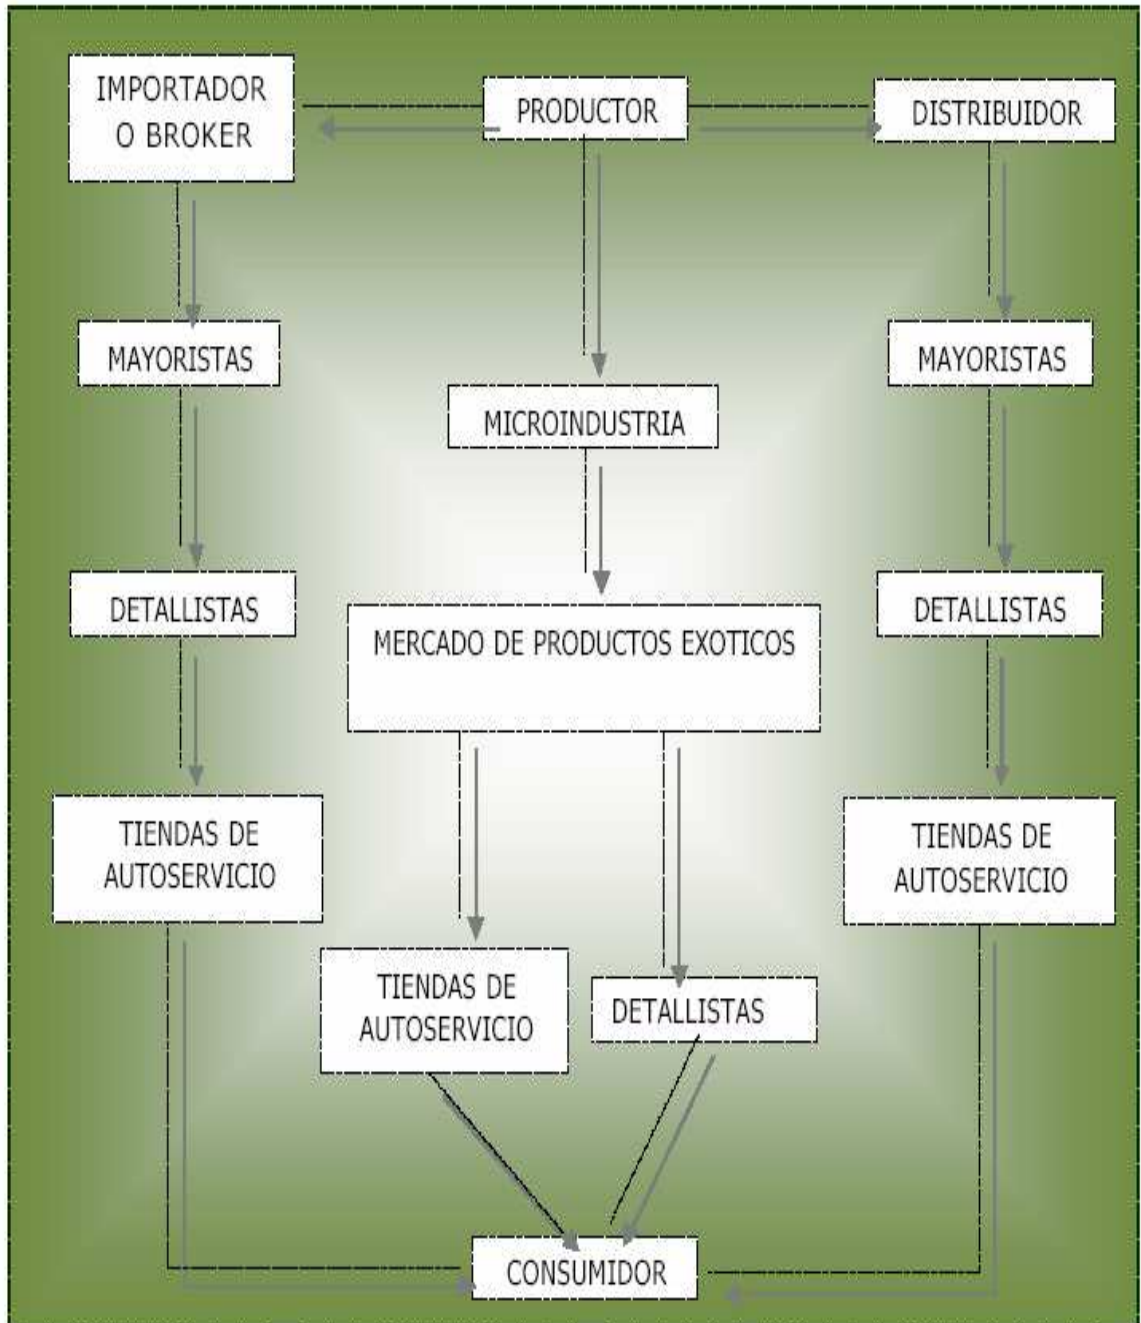 IMPORTADOR
O BROKER
PRODUCTOR
DISTRIBUIDOR
MAYORISTAS
MAYORISTAS
MICROINDUSTRIA
DETALLISTAS
DETALLISTAS
MERCADO DE PRODUCTOS EXOTICOS
TIENDAS DE
AUTOSERVICIO
TIENDAS DE
AUTOSERVICIO
TIENDAS DE
AUTOSERVICIO
DETALLISTAS
CONSUMIDOR